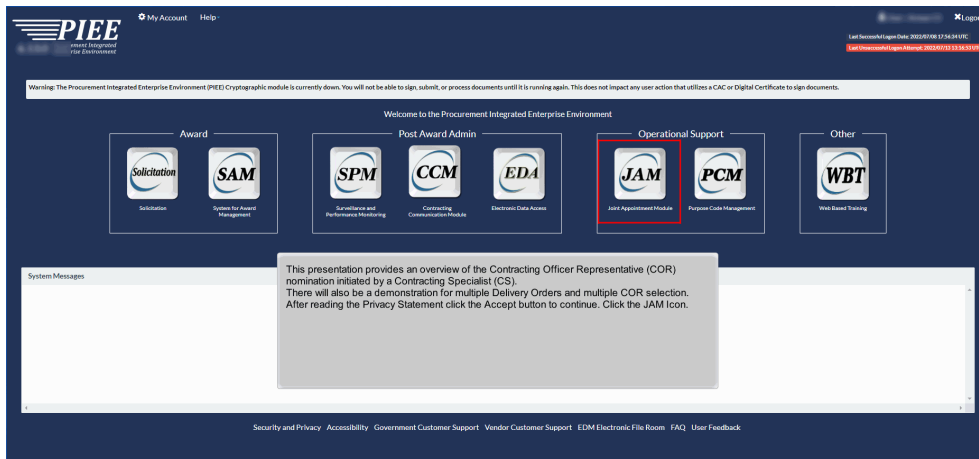 PIEE
My Account Help
Logou
ement Integrated
rise Environment
Last Successful Logon Date: 2022/07/08 17:56:34 UTC
Last Unsuccessful Logon Attempt: 2022/07/13 13:16:53 UT
Warning: The Procurement Integrated Enterprise Environment (PIEE) Cryptographic module is currently down. You will not be able to sign, submit, or process documents until it is running again. This does not impact any user action that utilizes a CAC or Digital Certificate to sign documents.
Welcome to the Procurement Integrated Enterprise Environment
Award
Post Award Admin
Operational Support
Other
Solicitation
SAM
SPM
CCM
EDA
JAM
PCM
WBT
Solicitation
System for Award
Management
Surveillance and
Performance Monitoring
Contracting
Communication Module
Electronic Data Access
Joint Appointment Module
Purpose Code Management
Web Based Training
System Messages
This presentation provides an overview of the Contracting Officer Representative (COR)
nomination initiated by a Contracting Specialist (CS).
There will also be a demonstration for multiple Delivery Orders and multiple COR selection.
After reading the Privacy Statement click the Accept button to continue. Click the JAM Icon.
Security and Privacy Accessibility Government Customer Support Vendor Customer Support EDM Electronic File Room FAQ User Feedback